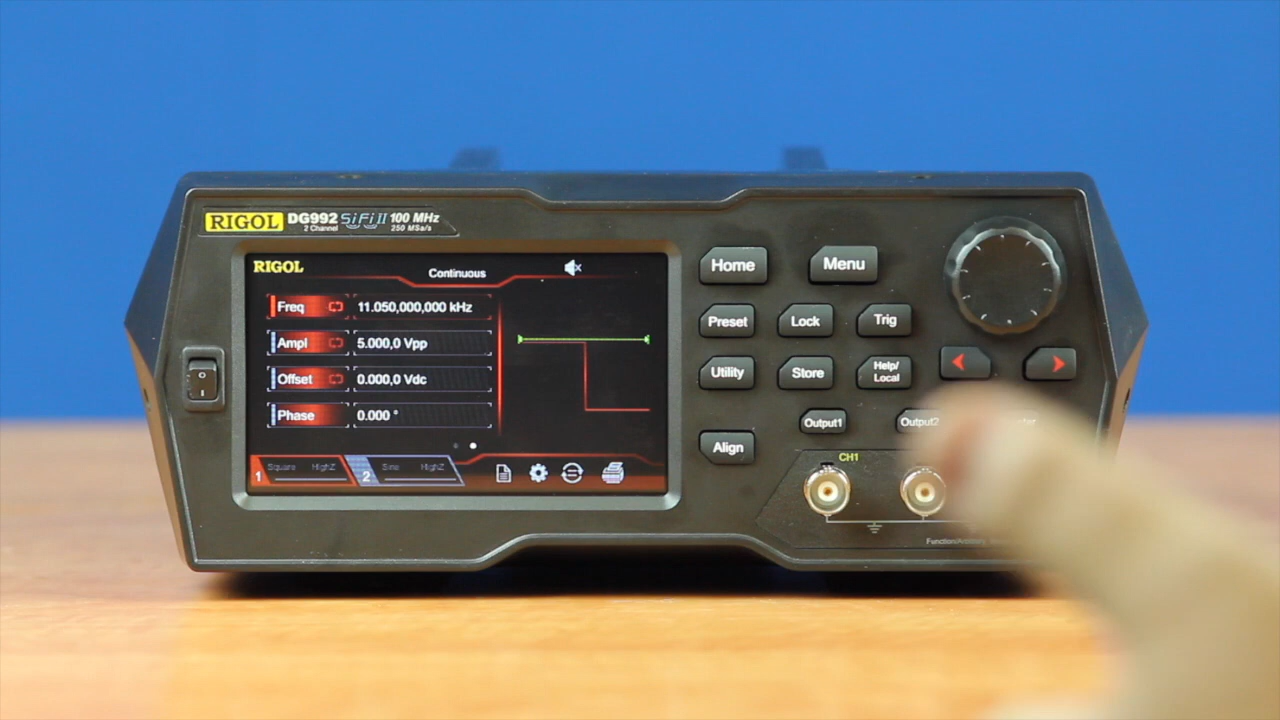 RIGOL DG992 SiFi II 100 MHz
2 Channel 250 MSa/s
RIGOL
Continuous
Freq 11.050,000,000 kHz
Ampl 5.000,0 Vpp
Offset 0.000,0 Vdc
Phase 0.000 °
1 Square HighZ
2 Sine HighZ
Home Menu
Preset Lock Trig
Utility Store Help/
Local
Output1 Output2
Align
CH1
Function/Arbitrary